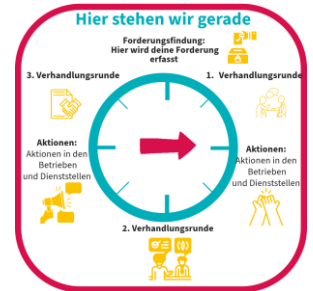 Hier stehen wir gerade
Forderungsfindung:
Hier wird deine Forderung
erfasst
3. Verhandlungsrunde
1. Verhandlungsrunde
Aktionen:
Aktionen in den
Betrieben
und Dienststellen
Aktionen:
Aktionen in den
Betrieben
und Dienststellen
2. Verhandlungsrunde